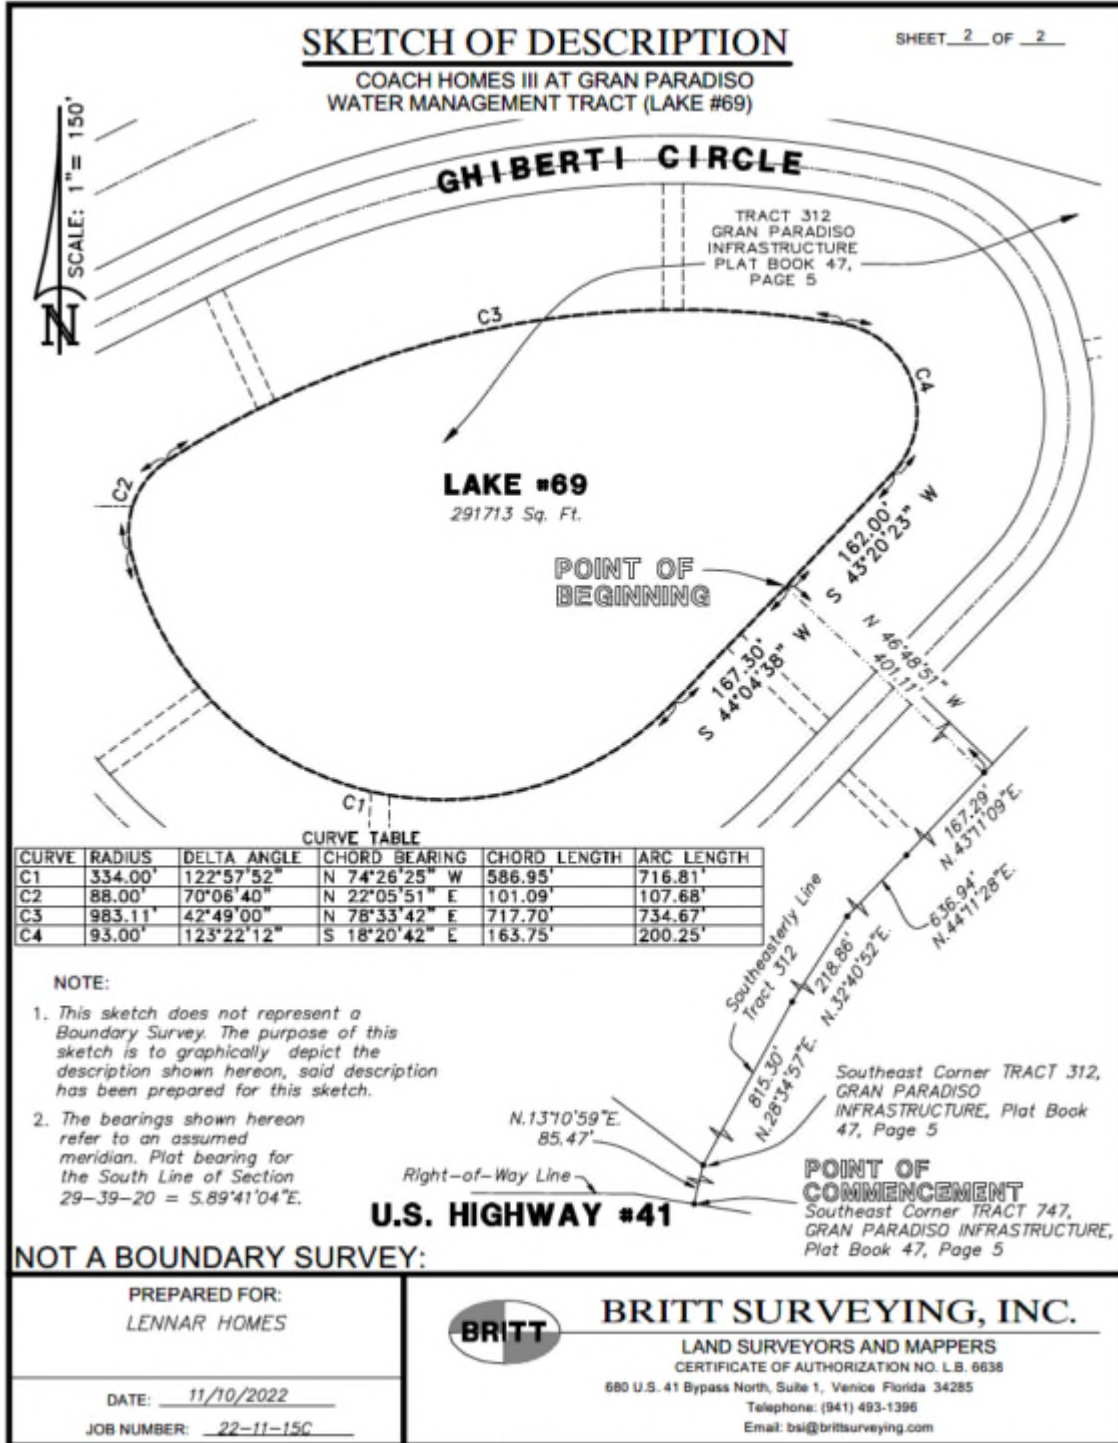 SKETCH OF DESCRIPTION
SHEET 2 OF 2
COACH HOMES III AT GRAN PARADISO
WATER MANAGEMENT TRACT (LAKE #69)
SCALE: 1"= 150'
N
GHIBERTI CIRCLE
TRACT 312
GRAN PARADISO
INFRASTRUCTURE
PLAT BOOK 47,
PAGE 5
C3
C4
C2
LAKE #69
291713 Sq. Ft.
POINT OF
BEGINNING
162.00'
S 43°20'23" W
167.30'
S 44°04'38" W
N 46°48'51" W
401.11'
C1
167.29'
N.43°11'09"E.
636.94'
N.44°11'28"E.
218.86'
N.32°40'52"E.
Southeasterly Line
Tract 312
815.30'
N.28°34'57"E.
CURVE TABLE
CURVE RADIUS DELTA ANGLE CHORD BEARING CHORD LENGTH ARC LENGTH
C1 334.00' 122°57'52" N 74°26'25" W 586.95' 716.81'
C2 88.00' 70°06'40" N 22°05'51" E 101.09' 107.68'
C3 983.11' 42°49'00" N 78°33'42" E 717.70' 734.67'
C4 93.00' 123°22'12" S 18°20'42" E 163.75' 200.25'
NOTE:
1. This sketch does not represent a
Boundary Survey. The purpose of this
sketch is to graphically depict the
description shown hereon, said description
has been prepared for this sketch.
2. The bearings shown hereon
refer to an assumed
meridian. Plat bearing for
the South Line of Section
29-39-20 = S.89°41'04"E.
N.13°10'59"E.
85.47'
Southeast Corner TRACT 312,
GRAN PARADISO
INFRASTRUCTURE, Plat Book
47, Page 5
Right-of-Way Line
U.S. HIGHWAY #41
POINT OF
COMMENCEMENT
Southeast Corner TRACT 747,
GRAN PARADISO INFRASTRUCTURE,
Plat Book 47, Page 5
NOT A BOUNDARY SURVEY:
PREPARED FOR:
LENNAR HOMES
DATE: 11/10/2022
JOB NUMBER: 22-11-15C
BRITT
BRITT SURVEYING, INC.
LAND SURVEYORS AND MAPPERS
CERTIFICATE OF AUTHORIZATION NO. L.B. 6638
680 U.S. 41 Bypass North, Suite 1, Venice Florida 34285
Telephone: (941) 493-1396
Email: bsi@brittsurveying.com